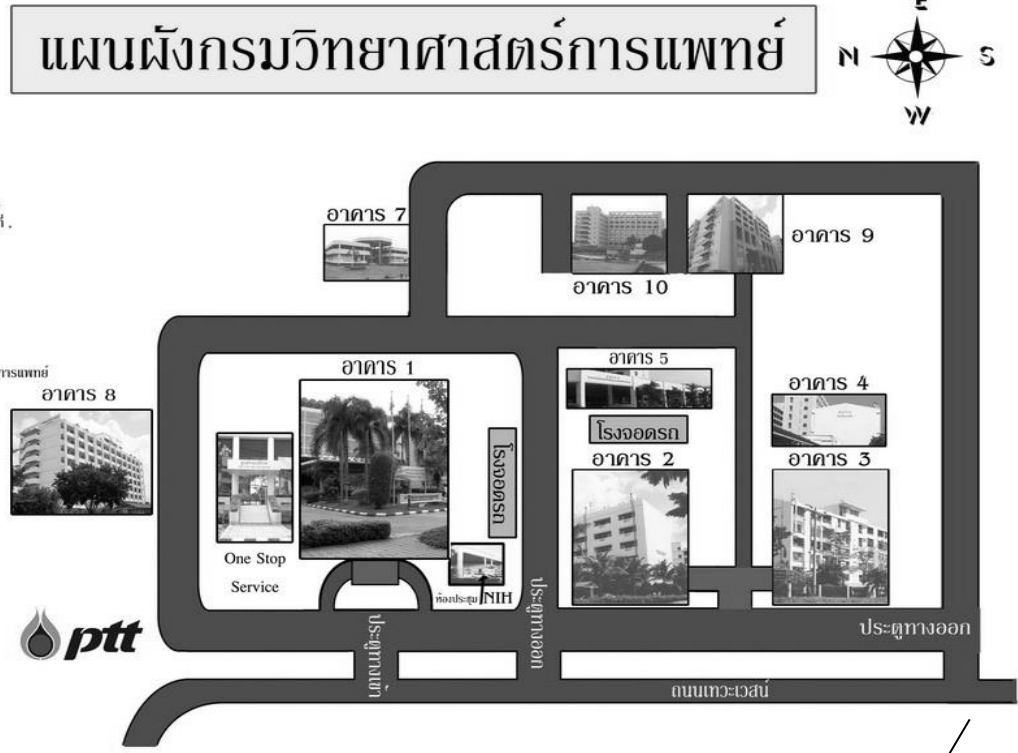 แผนผังกรมวิทยาศาสตร์การแพทย์
E
N
S
W
อาคาร 7
อาคาร 9
อาคาร 10
การแพทย์
อาคาร 8
อาคาร 1
อาคาร 5
อาคาร 4
โรงจอดรถ
โรงจอดรถ
อาคาร 2
อาคาร 3
One Stop
Service
ห้องประชุม NIH
ptt
ประตูทางเข้า
ประตูทางออก
ประตูทางออก
ถนนเทวะเวสน์